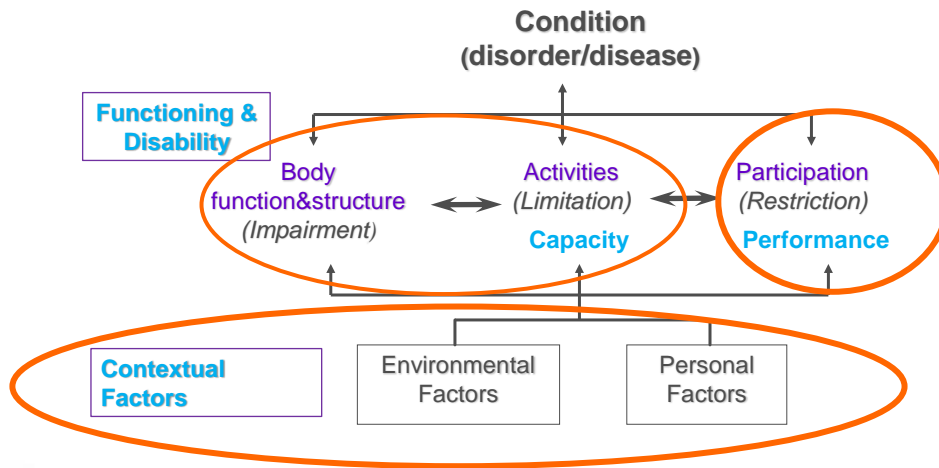 Condition
(disorder/disease)
Functioning &
Disability
Body
function&structure
(Impairment)
Activities
(Limitation)
Capacity
Participation
(Restriction)
Performance
Contextual
Factors
Environmental
Factors
Personal
Factors